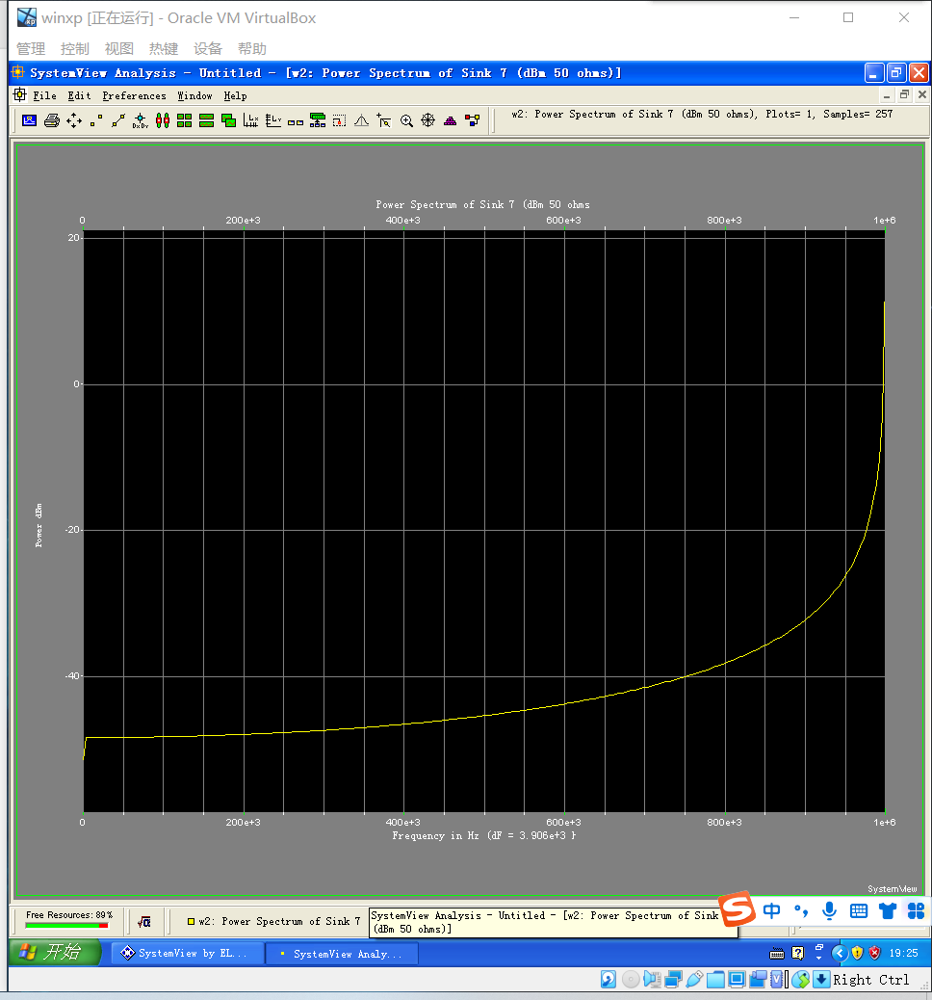 winxp [正在运行] - Oracle VM VirtualBox
管理 控制 视图 热键 设备 帮助
SystemView Analysis - Untitled - [w2: Power Spectrum of Sink 7 (dBm 50 ohms)]
File Edit Preferences Window Help
w2: Power Spectrum of Sink 7 (dBm 50 ohms), Plots= 1, Samples= 257
Power Spectrum of Sink 7 (dBm 50 ohms
0 200e+3 400e+3 600e+3 800e+3 1e+6
20
0
-20
-40
Power dBm
0 200e+3 400e+3 600e+3 800e+3 1e+6
Frequency in Hz (dF = 3.906e+3 }
SystemView
Free Resources: 89%
w2: Power Spectrum of Sink 7
SystemView Analysis - Untitled - [w2: Power Spectrum of Sink
(dBm 50 ohms)]
中
开始
SystemView by EL...
SystemView Analy...
19:25
Right Ctrl